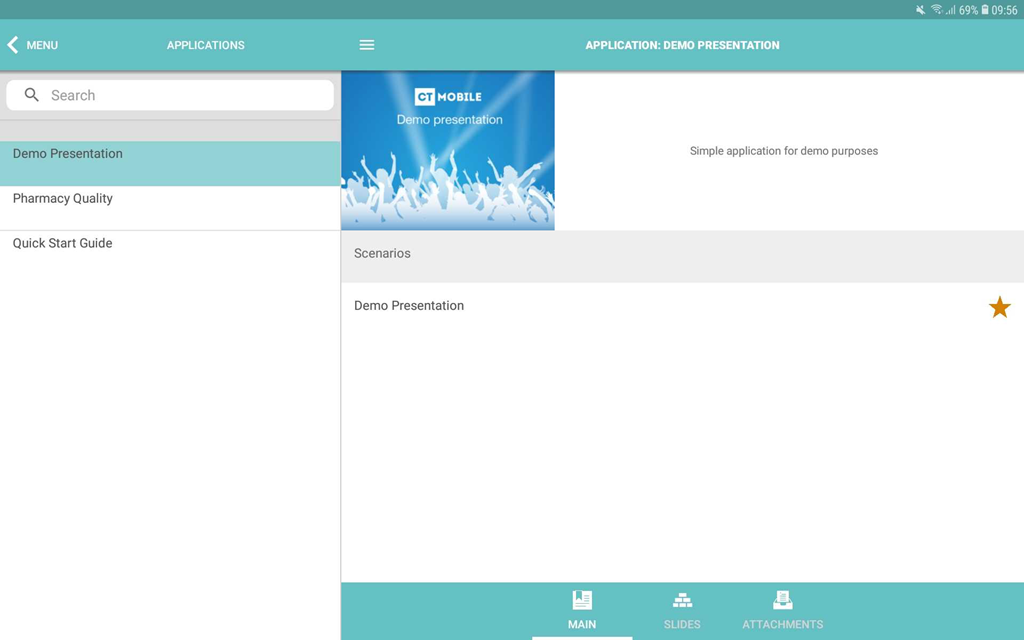 69% 09:56
MENU
APPLICATIONS
APPLICATION: DEMO PRESENTATION
Search
Demo Presentation
Pharmacy Quality
Quick Start Guide
CT MOBILE
Demo presentation
Simple application for demo purposes
Scenarios
Demo Presentation
MAIN
SLIDES
ATTACHMENTS